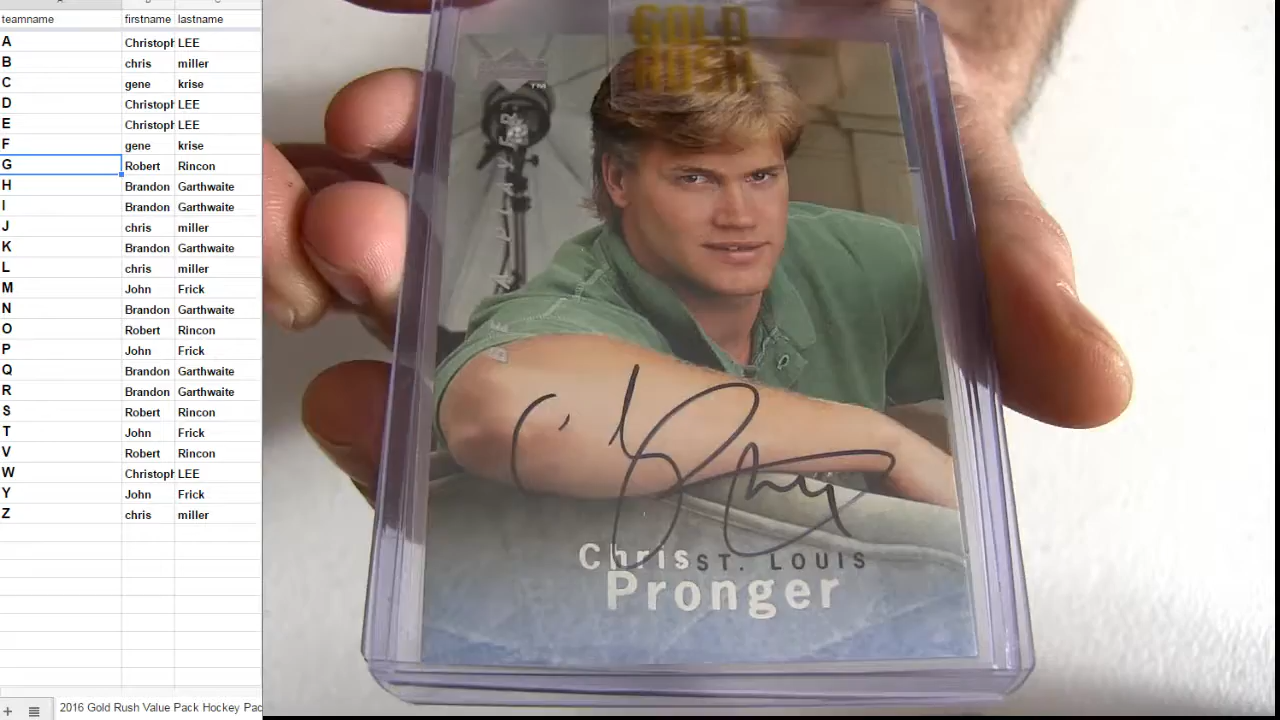 teamname firstname lastname
A Christoph LEE
B chris miller
C gene krise
D Christoph LEE
E Christoph LEE
F gene krise
G Robert Rincon
H Brandon Garthwaite
I Brandon Garthwaite
J chris miller
K Brandon Garthwaite
L chris miller
M John Frick
N Brandon Garthwaite
O Robert Rincon
P John Frick
Q Brandon Garthwaite
R Brandon Garthwaite
S Robert Rincon
T John Frick
V Robert Rincon
W Christoph LEE
Y John Frick
Z chris miller
2016 Gold Rush Value Pack Hockey Pac
GOLD
RUSH
BE A PLAYER
TM
Chris ST. LOUIS
Pronger